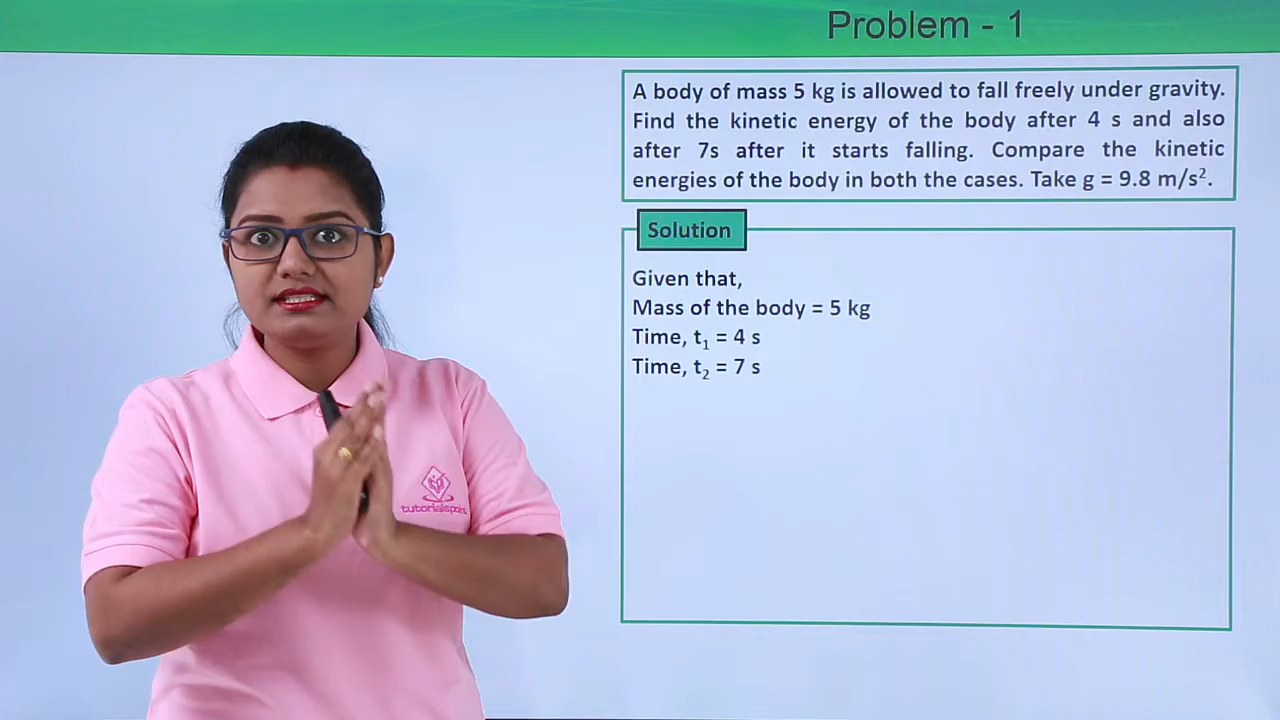 Problem - 1
A body of mass 5 kg is allowed to fall freely under gravity.
Find the kinetic energy of the body after 4 s and also
after 7s after it starts falling. Compare the kinetic
energies of the body in both the cases. Take g = 9.8 m/s².
Solution
Given that,
Mass of the body = 5 kg
Time, t₁ = 4 s
Time, t₂ = 7 s
tutorialspoint